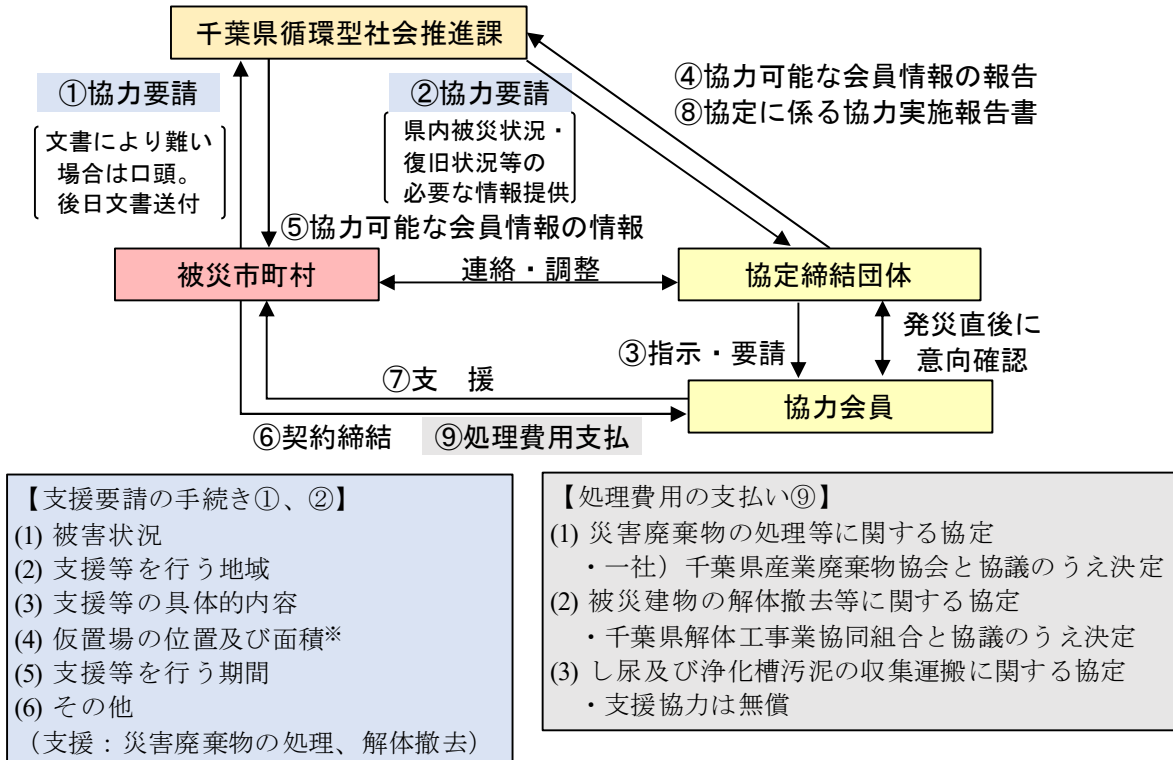 千葉県循環型社会推進課
①協力要請
文書により難い
場合は口頭。
後日文書送付
②協力要請
県内被災状況・
復旧状況等の
必要な情報提供
④協力可能な会員情報の報告
⑧協定に係る協力実施報告書
⑤協力可能な会員情報の情報
被災市町村
連絡・調整
協定締結団体
③指示・要請
発災直後に
意向確認
⑦支　援
協力会員
⑥契約締結
⑨処理費用支払
【支援要請の手続き①、②】
(1) 被害状況
(2) 支援等を行う地域
(3) 支援等の具体的内容
(4) 仮置場の位置及び面積※
(5) 支援等を行う期間
(6) その他
（支援：災害廃棄物の処理、解体撤去）
【処理費用の支払い⑨】
(1) 災害廃棄物の処理等に関する協定
・一社）千葉県産業廃棄物協会と協議のうえ決定
(2) 被災建物の解体撤去等に関する協定
・千葉県解体工事業協同組合と協議のうえ決定
(3) し尿及び浄化槽汚泥の収集運搬に関する協定
・支援協力は無償